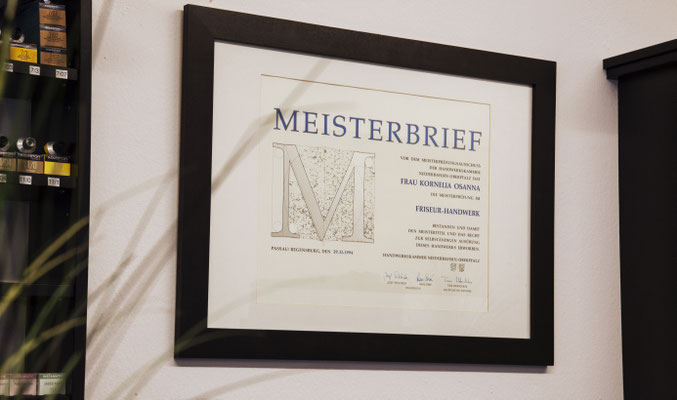 MEISTERBRIEF
VOR DEM MEISTERPRÜFUNGSAUSSCHUSS
DER HANDWERKSKAMMER
NIEDERBAYERN-OBERPFALZ HAT
FRAU KORNELIA OSANNA
DIE MEISTERPRÜFUNG IM
FRISEUR-HANDWERK
BESTANDEN UND DAMIT
DEN MEISTERTITEL UND DAS RECHT
ZUR SELBSTÄNDIGEN AUSÜBUNG
DIESES HANDWERKS ERWORBEN.
M
PASSAU/REGENSBURG, DEN
HANDWERKSKAMMER NIEDERBAYERN-OBERPFALZ